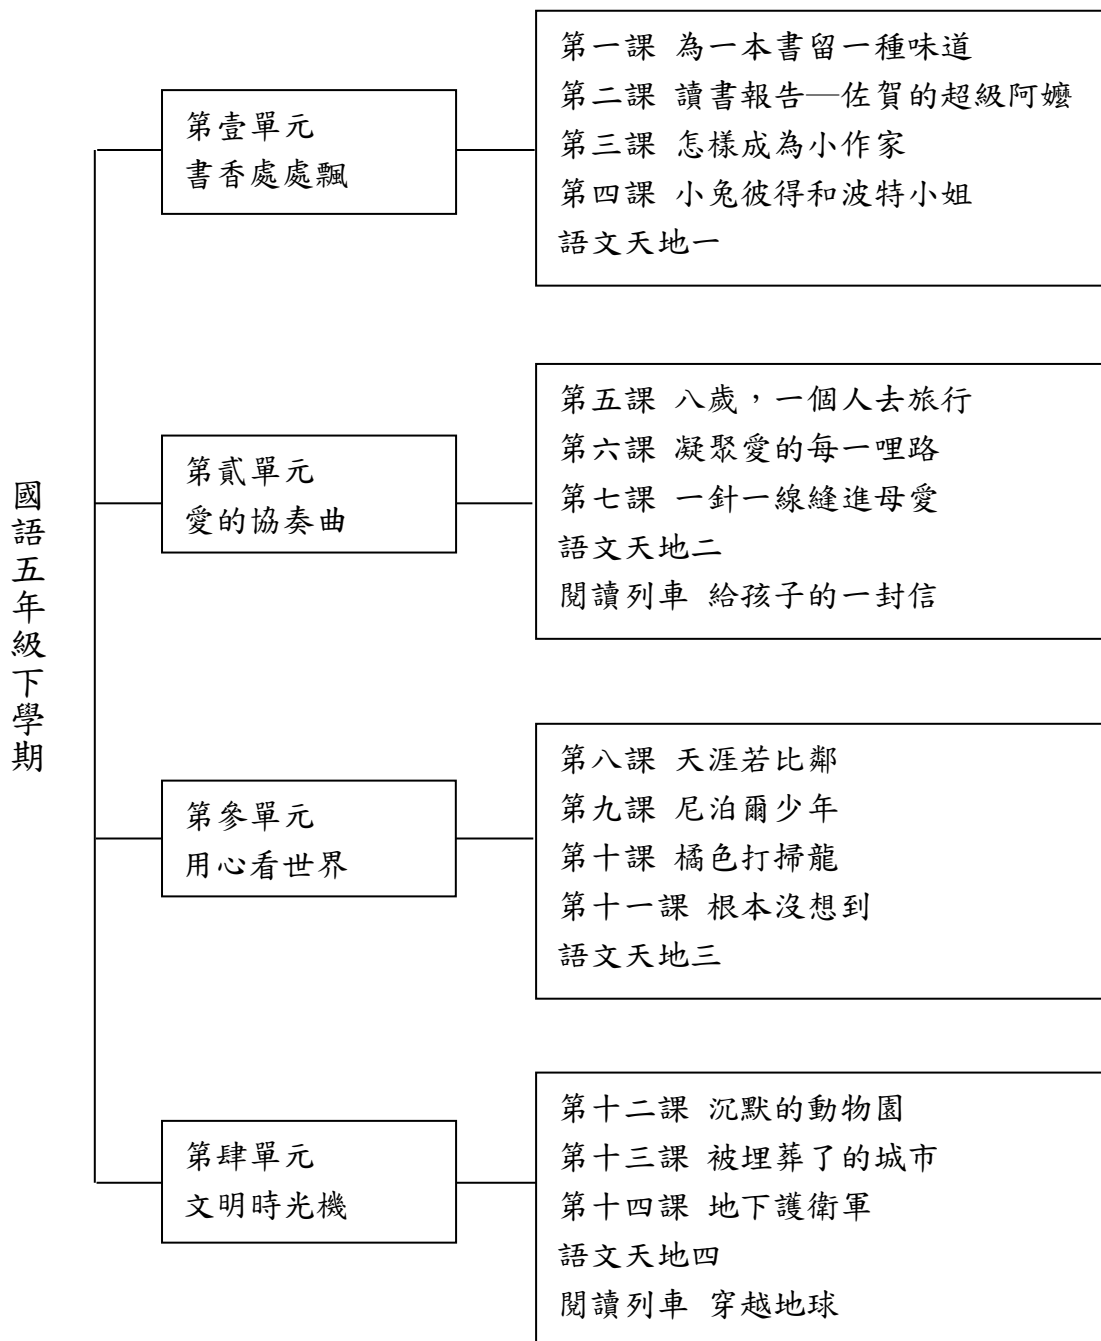 國語五年級下學期
第壹單元
書香處處飄
第一課 為一本書留一種味道
第二課 讀書報告—佐賀的超級阿嬤
第三課 怎樣成為小作家
第四課 小兔彼得和波特小姐
語文天地一
第貳單元
愛的協奏曲
第五課 八歲，一個人去旅行
第六課 凝聚愛的每一哩路
第七課 一針一線縫進母愛
語文天地二
閱讀列車 給孩子的一封信
第參單元
用心看世界
第八課 天涯若比鄰
第九課 尼泊爾少年
第十課 橘色打掃龍
第十一課 根本沒想到
語文天地三
第肆單元
文明時光機
第十二課 沉默的動物園
第十三課 被埋葬了的城市
第十四課 地下護衛軍
語文天地四
閱讀列車 穿越地球